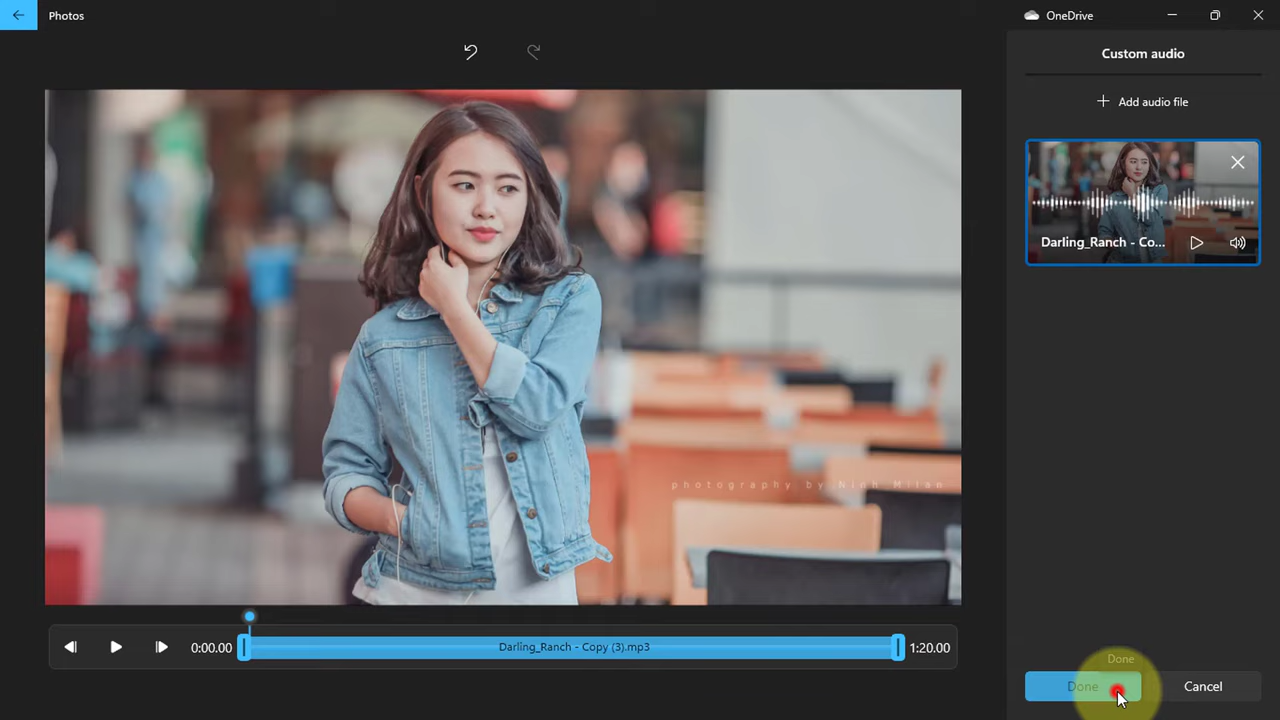 Photos
OneDrive
Custom audio
Add audio file
Darling_Ranch - Co...
photography by Ninh Milan
0:00.00
Darling_Ranch - Copy (3).mp3
1:20.00
Done
Done
Cancel